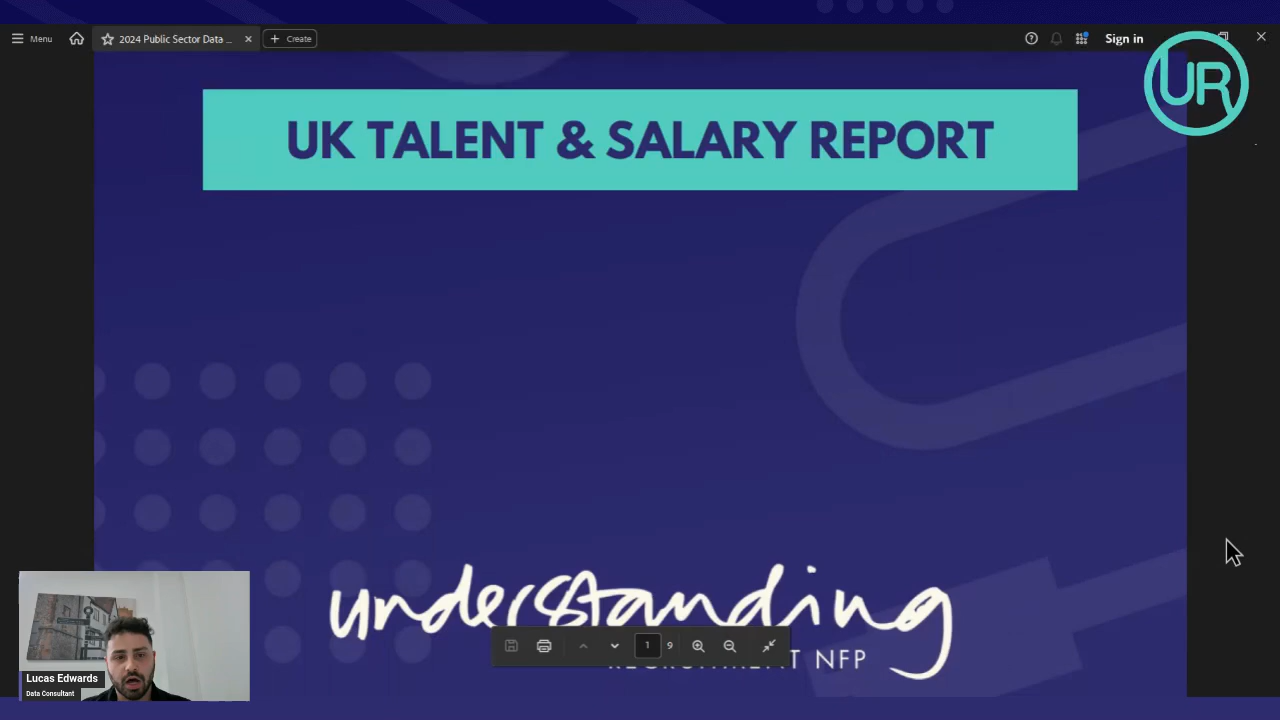 Menu
2024 Public Sector Data ...
Create
Sign in
UR
UK TALENT & SALARY REPORT
understanding
RECRUITMENT NFP
1 9
Lucas Edwards
Data Consultant